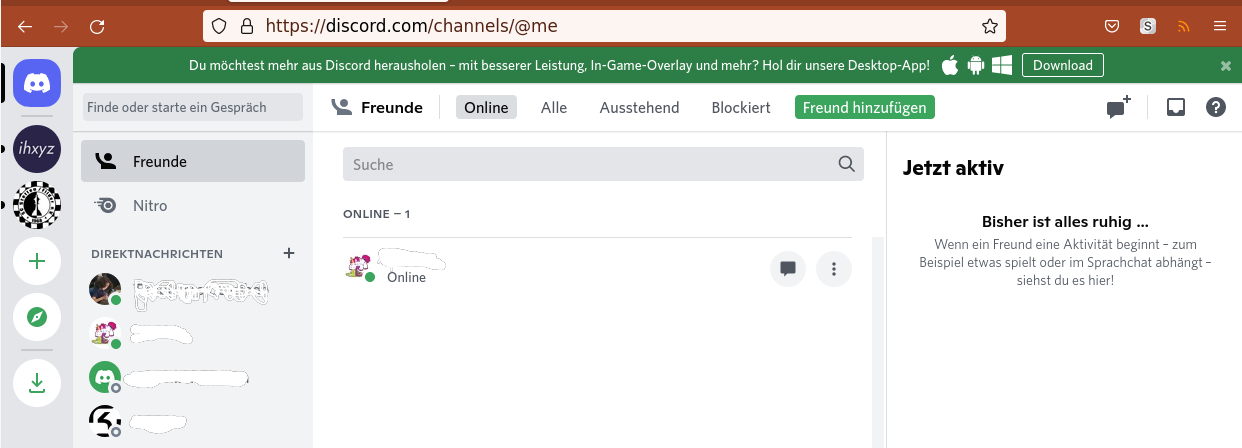 https://discord.com/channels/@me
S
Du möchtest mehr aus Discord herausholen – mit besserer Leistung, In-Game-Overlay und mehr? Hol dir unsere Desktop-App!
Download
Finde oder starte ein Gespräch
Freunde
Online
Alle
Ausstehend
Blockiert
Freund hinzufügen
ihxyz
Freunde
Nitro
DIREKTNACHRICHTEN
Suche
ONLINE – 1
Online
Jetzt aktiv
Bisher ist alles ruhig ...
Wenn ein Freund eine Aktivität beginnt – zum
Beispiel etwas spielt oder im Sprachchat abhängt –
siehst du es hier!